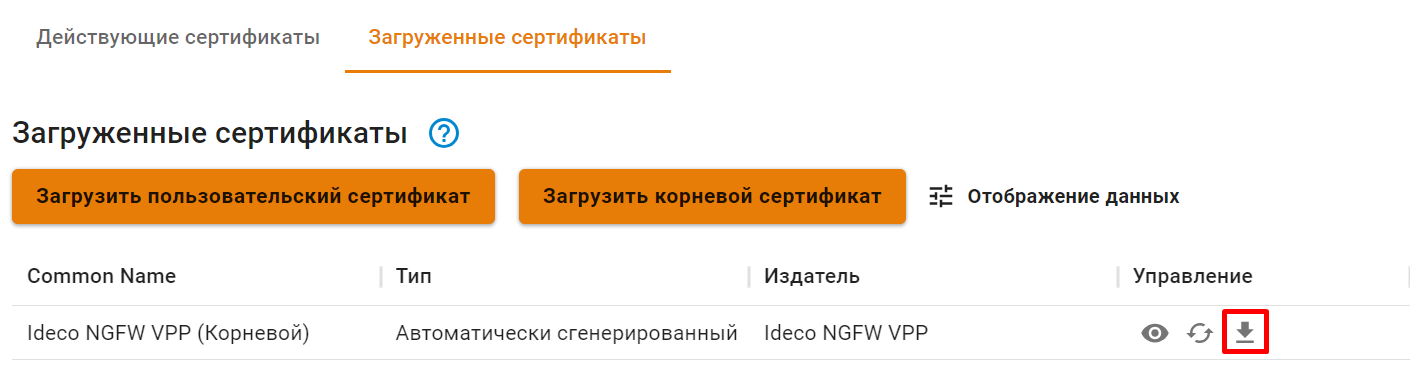 Действующие сертификаты Загруженные сертификаты
Загруженные сертификаты ?
Загрузить пользовательский сертификат Загрузить корневой сертификат Отображение данных
Common Name Тип Издатель Управление
Ideco NGFW VPP (Корневой) Автоматически сгенерированный Ideco NGFW VPP